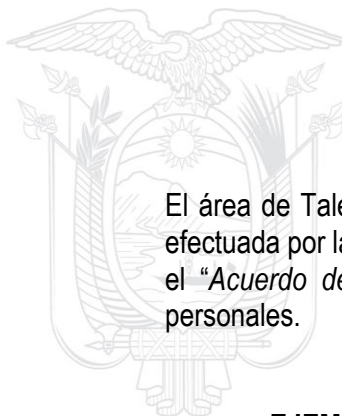 El área de Tale
efectuada por la
el “Acuerdo de
personales.